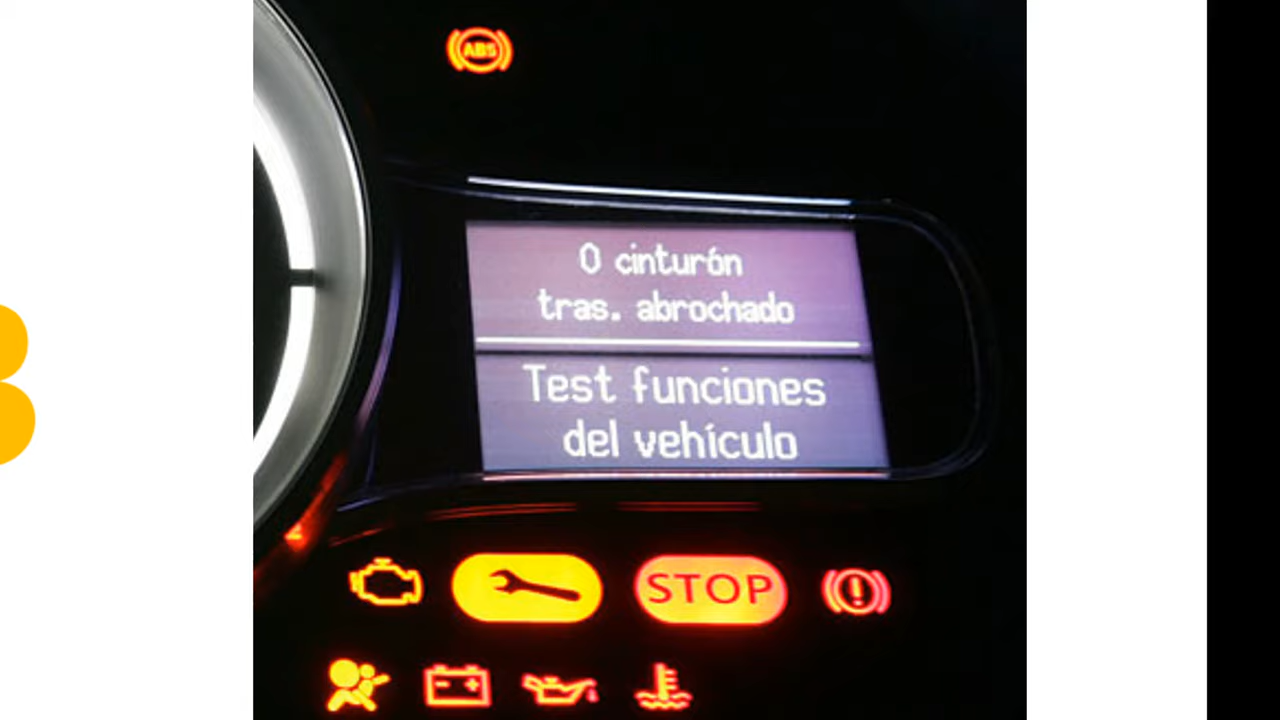 ABS
0 cinturón
tras. abrochado
Test funciones
del vehículo
STOP